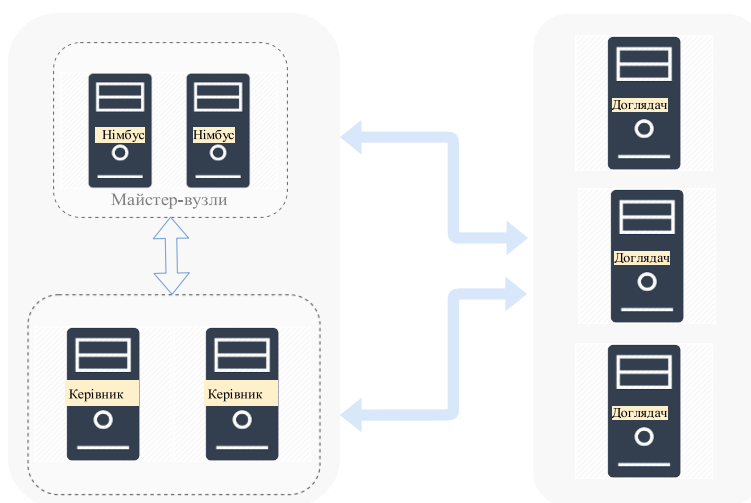 Німбус
Німбус
Майстер-вузли
Керівник
Керівник
Доглядач
Доглядач
Доглядач